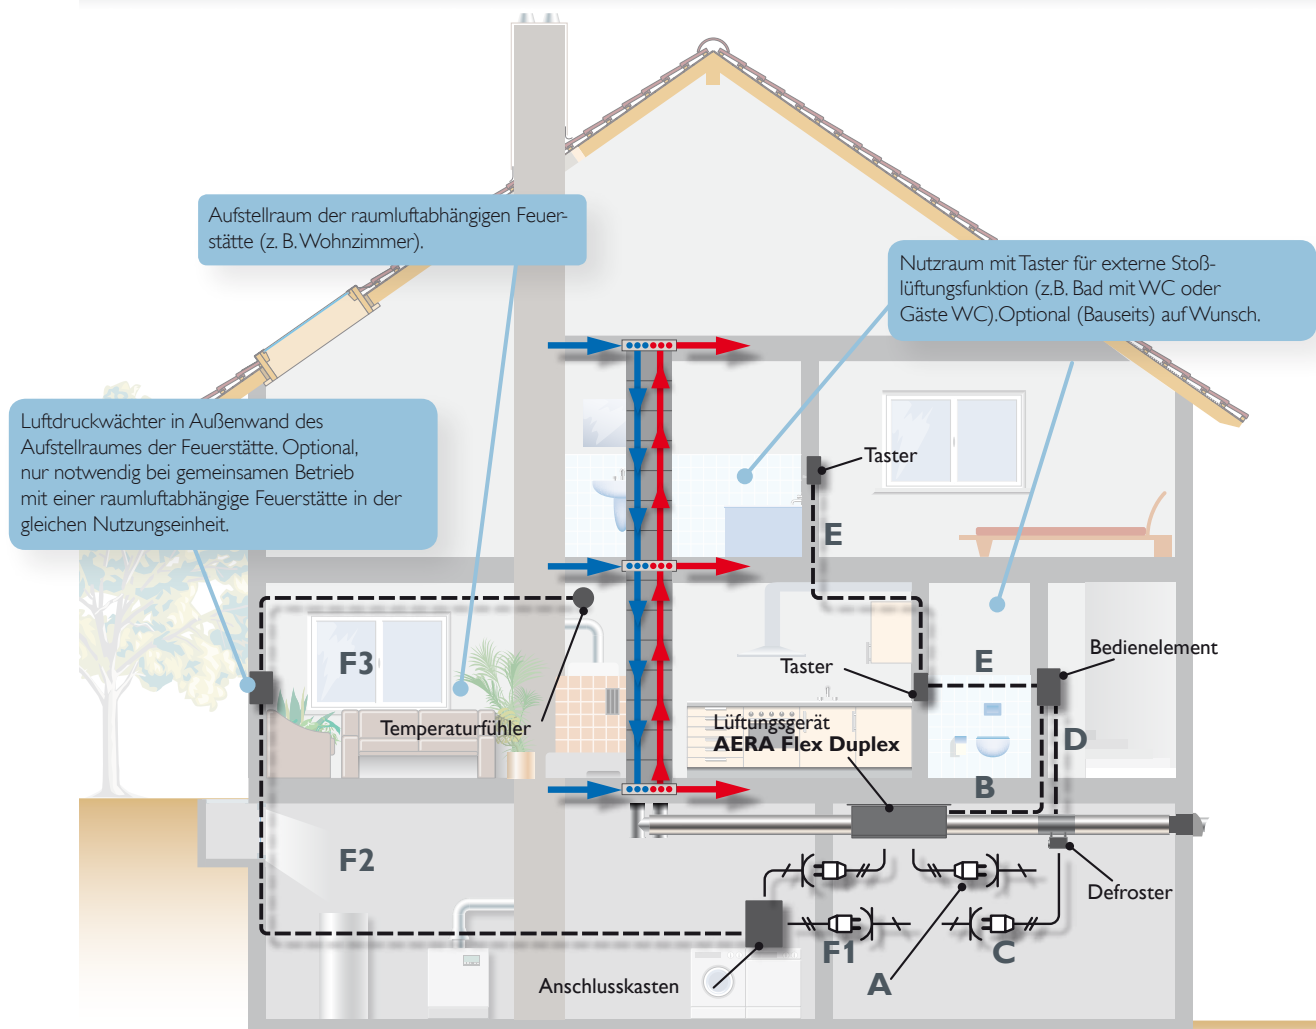 Aufstellraum der raumluftabhängigen Feuer-
stätte (z. B. Wohnzimmer).
Nutzraum mit Taster für externe Stoß-
lüftungsfunktion (z.B. Bad mit WC oder
Gäste WC).Optional (Bauseits) auf Wunsch.
Luftdruckwächter in Außenwand des
Aufstellraumes der Feuerstätte. Optional,
nur notwendig bei gemeinsamen Betrieb
mit einer raumluftabhängige Feuerstätte in der
gleichen Nutzungseinheit.
Taster
E
F3
Taster
E
Bedienelement
Temperaturfühler
Lüftungsgerät
AERA Flex Duplex
D
B
F2
Defroster
F1
C
A
Anschlusskasten